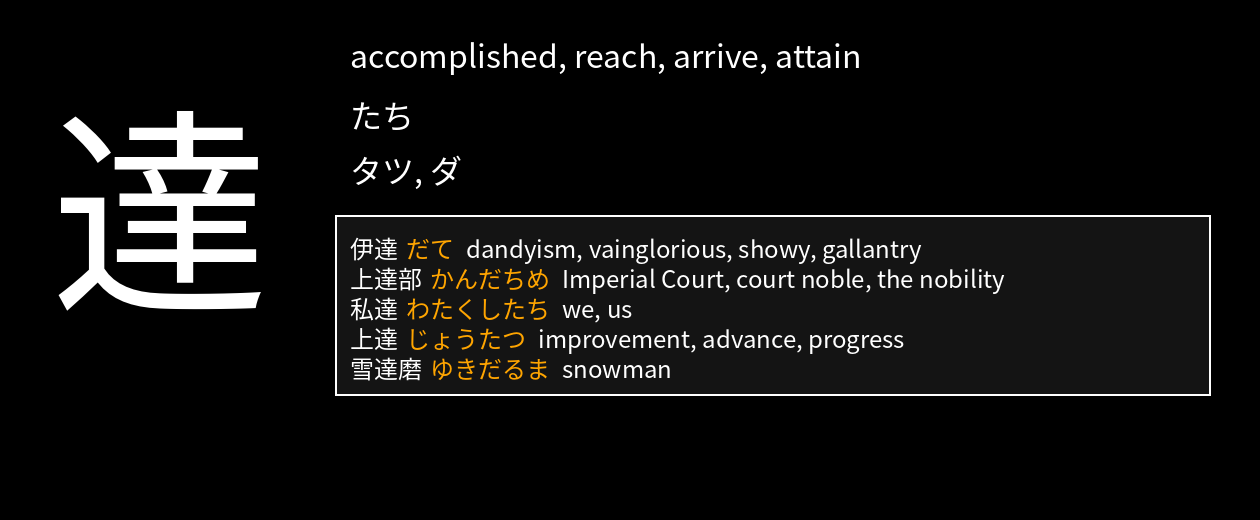 達
accomplished, reach, arrive, attain
たち
タツ, ダ
伊達 だて dandyism, vainglorious, showy, gallantry
上達部 かんだちめ Imperial Court, court noble, the nobility
私達 わたくしたち we, us
上達 じょうたつ improvement, advance, progress
雪達磨 ゆきだるま snowman